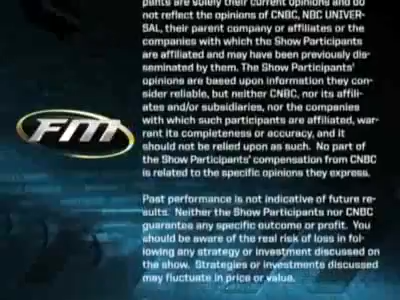 pants are solely their current opinions and do
not reflect the opinions of CNBC, NBC UNIVER-
SAL, their parent company or affiliates or the
companies with which the Show Participants
are affiliated and may have been previously dis-
seminated by them. The Show Participants'
opinions are based upon information they con-
sider reliable, but neither CNBC, nor its affili-
ates and/or subsidiaries, nor the companies
with which such participants are affiliated, war-
rant its completeness or accuracy, and it
should not be relied upon as such. No part of
the Show Participants' compensation from CNBC
is related to the specific opinions they express.
FM
Past performance is not indicative of future re-
sults. Neither the Show Participants nor CNBC
guarantee any specific outcome or profit. You
should be aware of the real risk of loss in fol-
lowing any strategy or investment discussed on
the show. Strategies or investments discussed
may fluctuate in price or value.